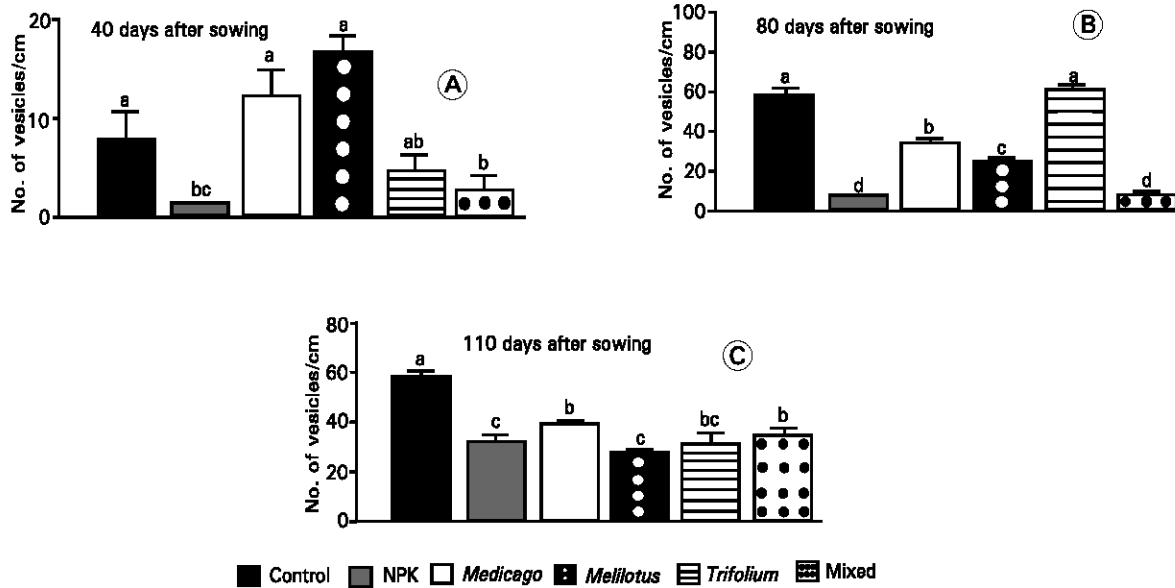 20
10
0
No. of vesicles/cm
40 days after sowing
A
a
bc
a
a
ab
b
100
80
60
40
20
0
No. of vesicles/cm
80 days after sowing
B
a
d
b
c
a
d
80
60
40
20
0
No. of vesicles/cm
110 days after sowing
C
a
c
b
c
bc
b
Control NPK Medicago Melilotus Trifolium Mixed